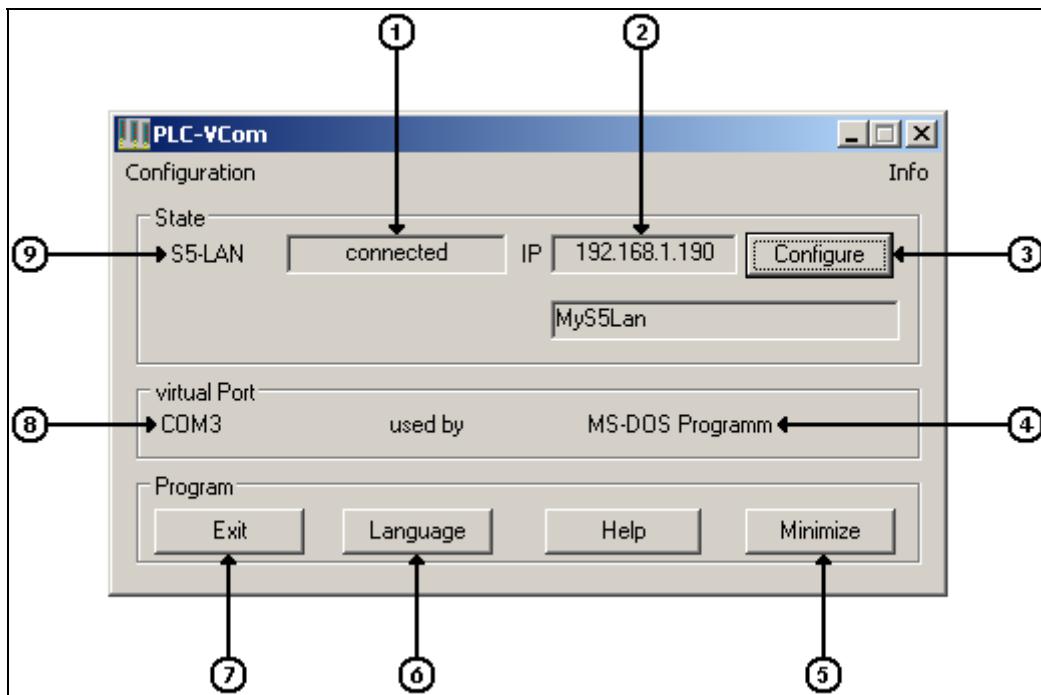 1 2
PLC-VCom
Configuration Info
State
9 S5-LAN connected IP 192.168.1.190 Configure 3
MyS5Lan
virtual Port
8 COM3 used by MS-DOS Programm 4
Program
Exit Language Help Minimize
7 6 5